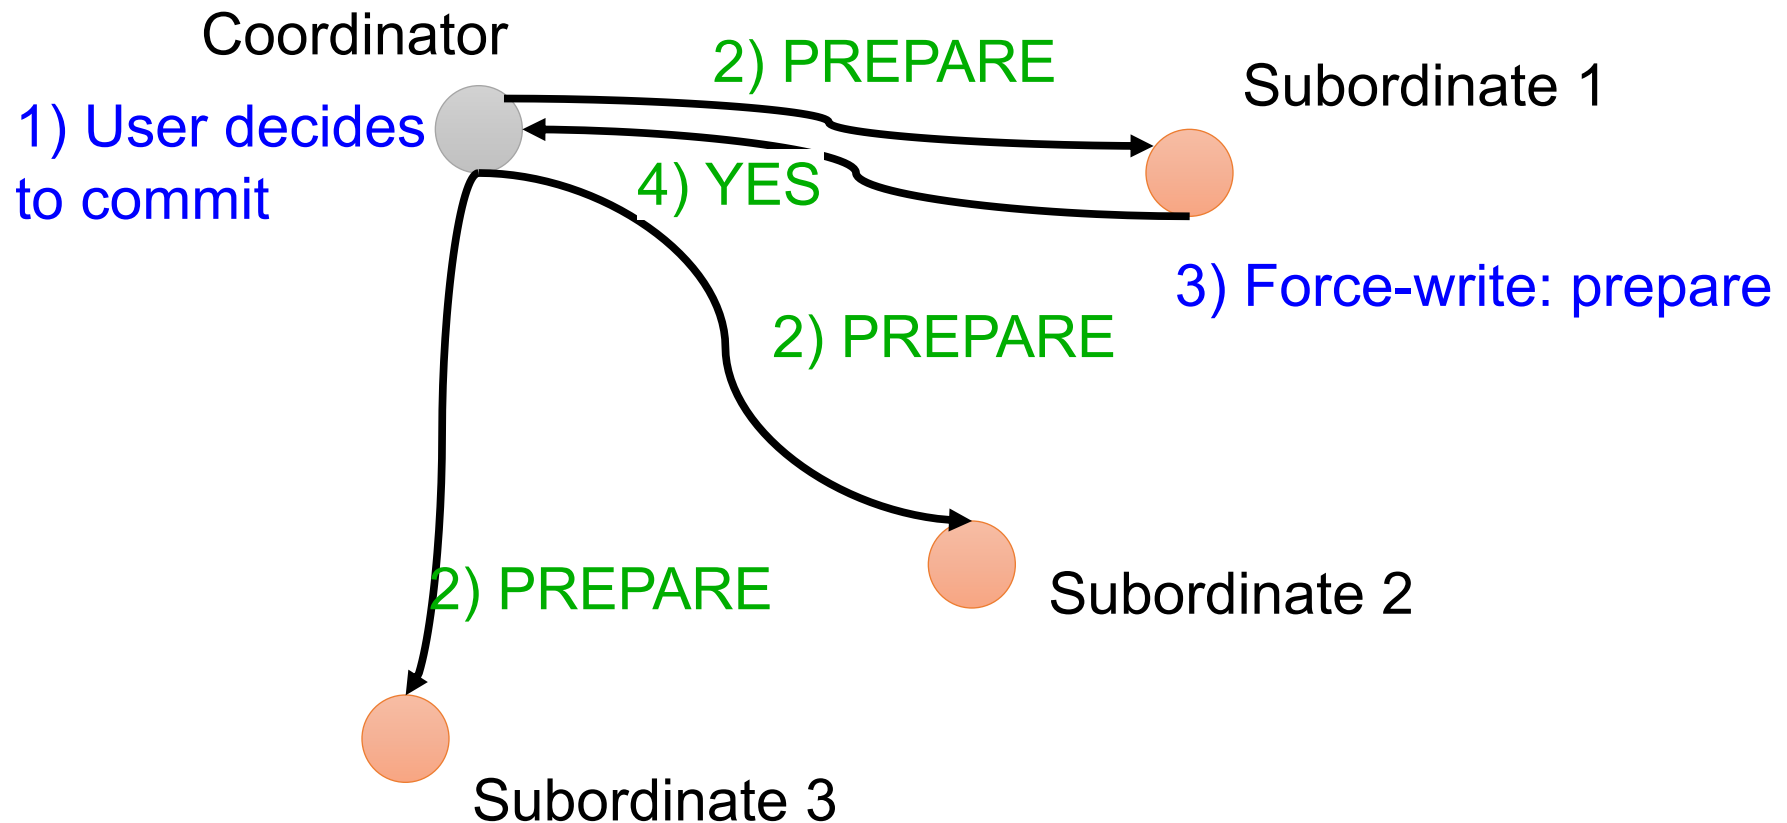 Coordinator
2) PREPARE
Subordinate 1
1) User decides
to commit
4) YES
3) Force-write: prepare
2) PREPARE
2) PREPARE
Subordinate 2
Subordinate 3